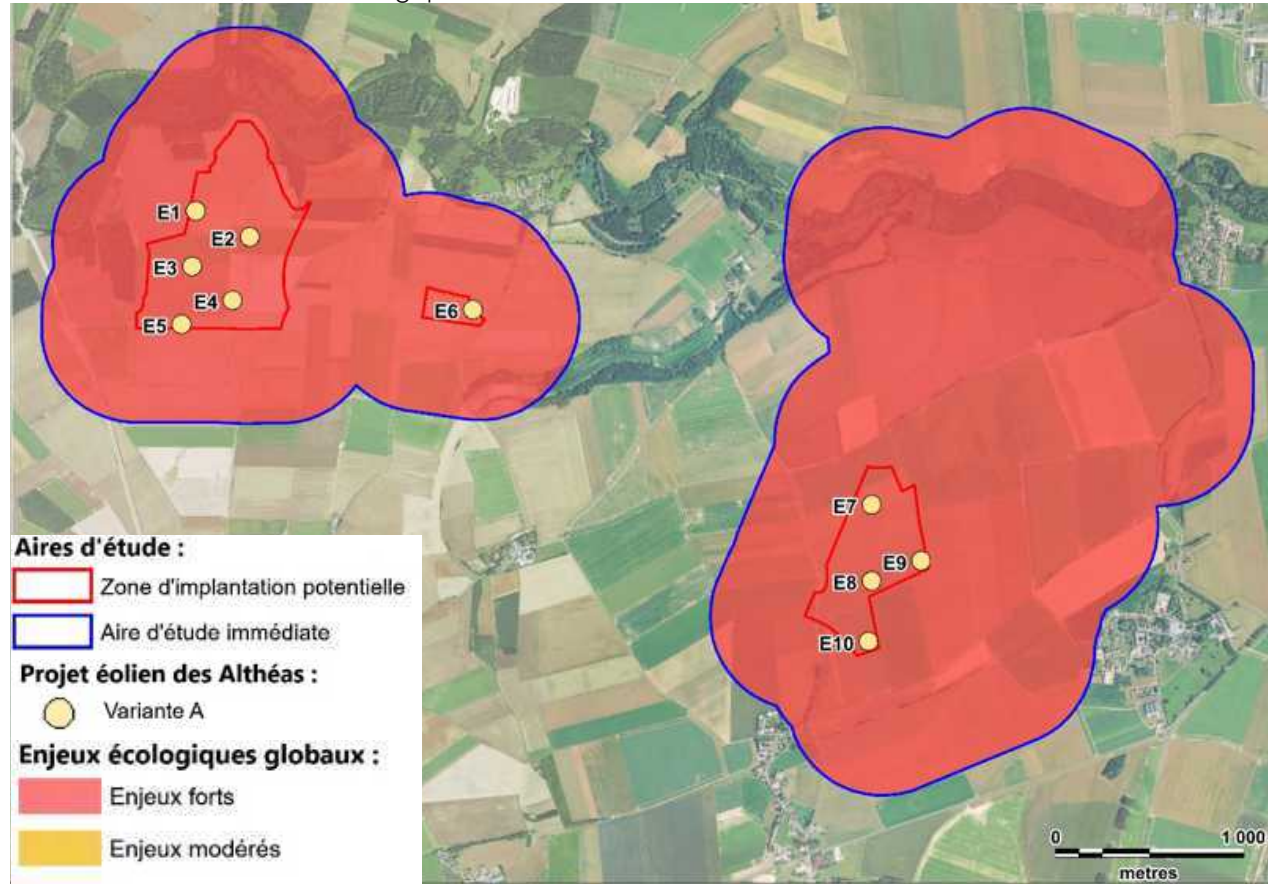 E1
E2
E3
E4
E5
E6
E7
E9
E8
E10
Aires d'étude :
Zone d'implantation potentielle
Aire d'étude immédiate
Projet éolien des Althéas :
Variante A
Enjeux écologiques globaux :
Enjeux forts
Enjeux modérés
0 1 000
metres